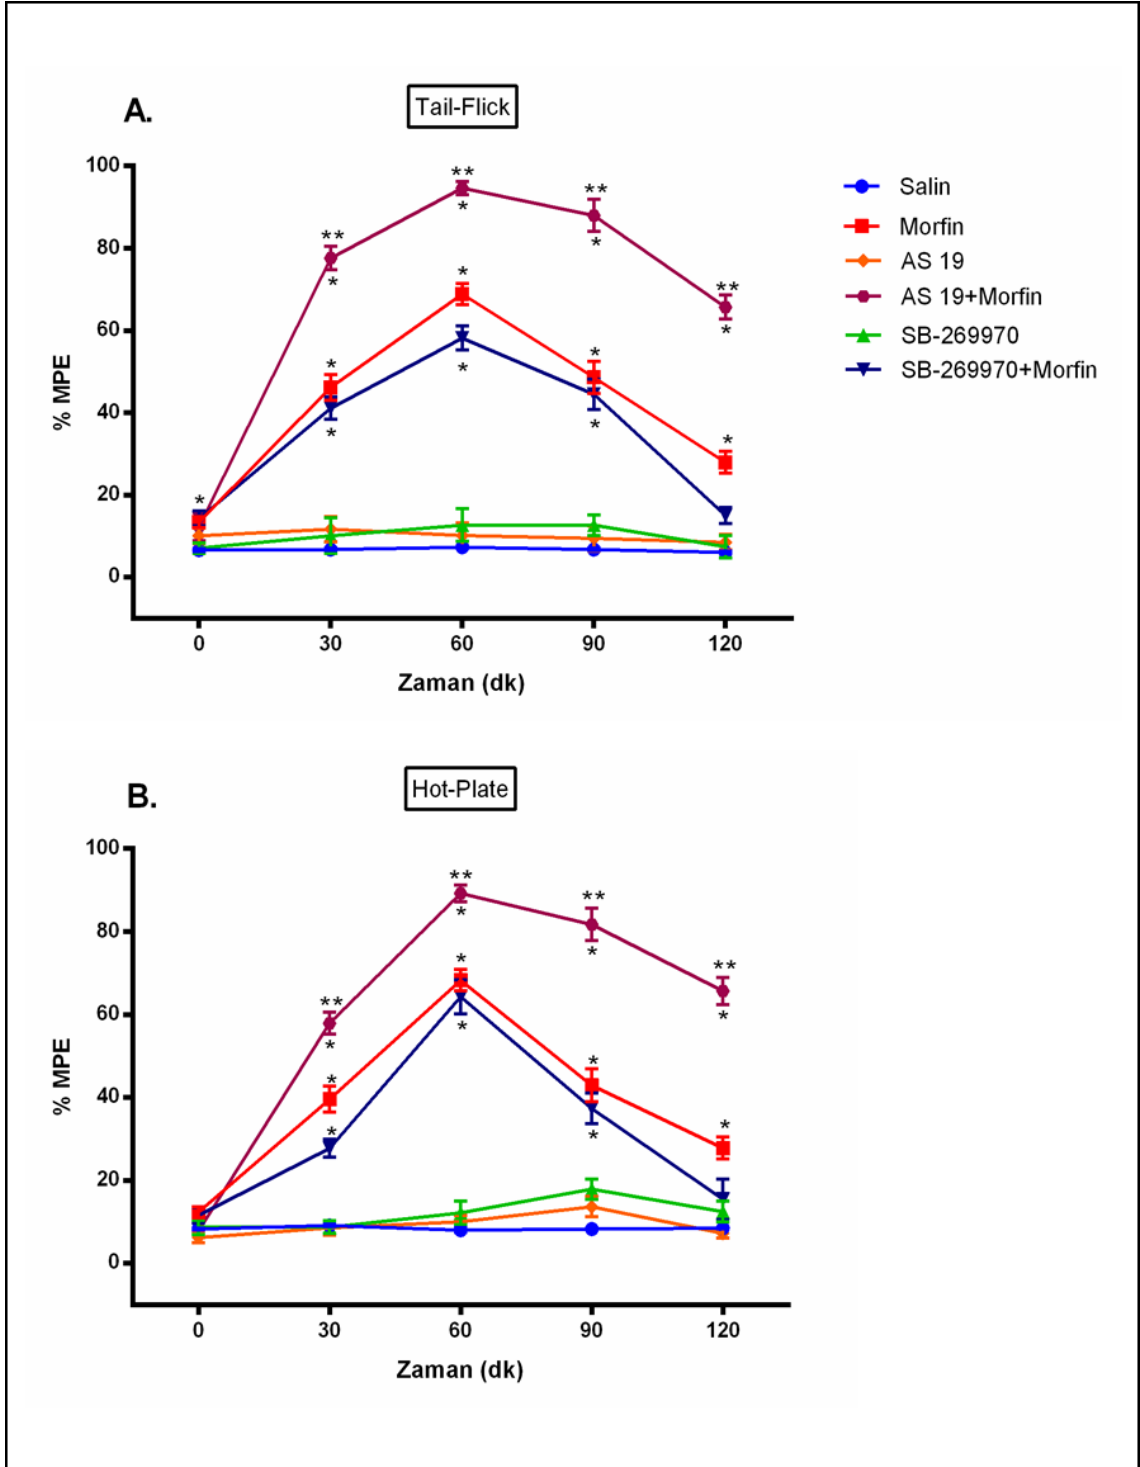 A.
Tail-Flick
**
**
**
**
**
*
*
*
*
*
*
*
*
*
*
*
*
100
80
60
40
20
0
% MPE
0 30 60 90 120
Zaman (dk)
Salin
Morfin
AS 19
AS 19+Morfin
SB-269970
SB-269970+Morfin
B.
Hot-Plate
**
**
**
**
*
*
*
*
*
*
*
*
*
*
*
100
80
60
40
20
0
% MPE
0 30 60 90 120
Zaman (dk)